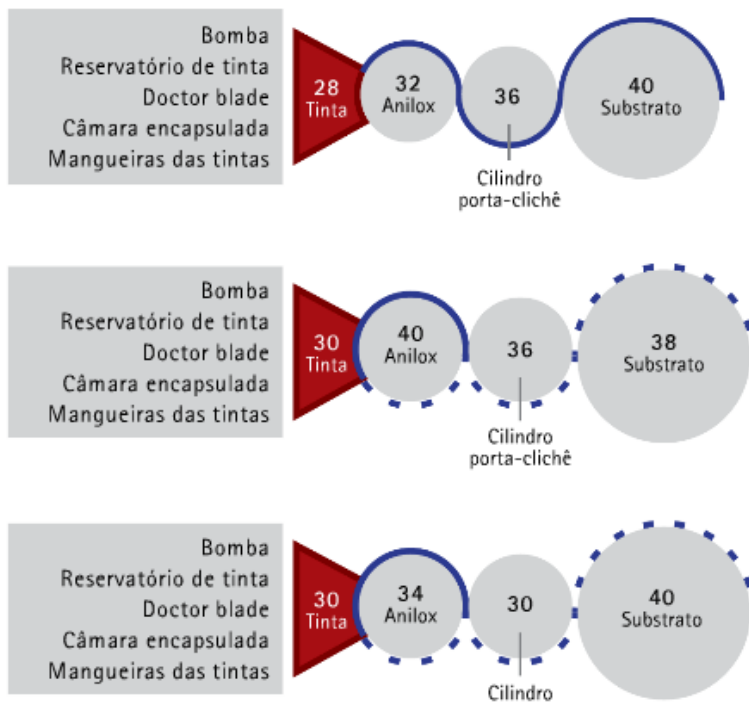 Bomba
Reservatório de tinta
Doctor blade
Câmara encapsulada
Mangueiras das tintas
28
Tinta
32
Anilox
36
40
Substrato
Cilindro
porta-clichê
Bomba
Reservatório de tinta
Doctor blade
Câmara encapsulada
Mangueiras das tintas
30
Tinta
40
Anilox
36
38
Substrato
Cilindro
porta-clichê
Bomba
Reservatório de tinta
Doctor blade
Câmara encapsulada
Mangueiras das tintas
30
Tinta
34
Anilox
30
40
Substrato
Cilindro